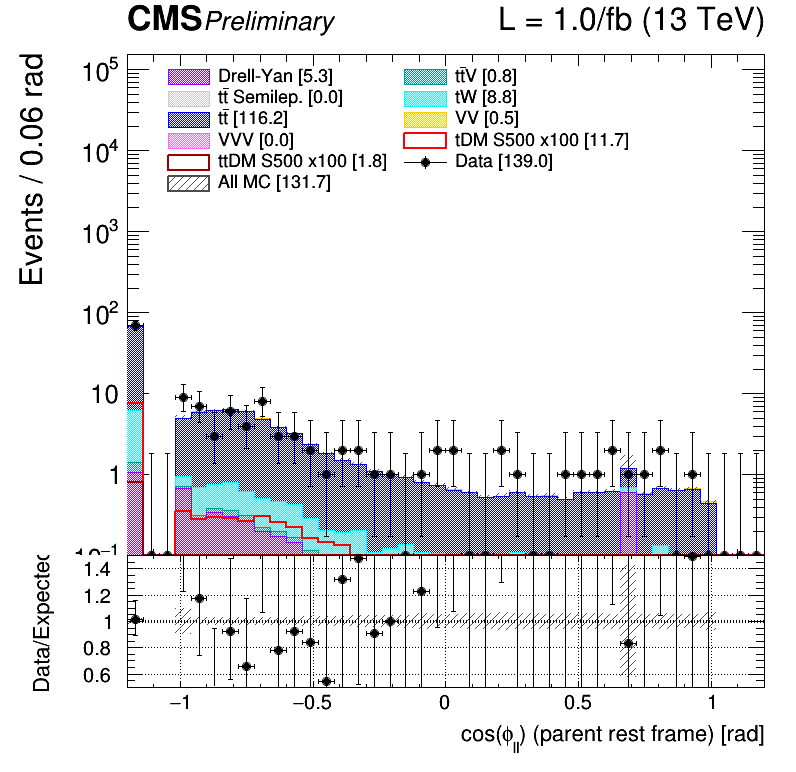 CMS Preliminary L = 1.0/fb (13 TeV)
Events / 0.06 rad
10⁵
10⁴
10³
10²
10
1
10⁻¹
Drell-Yan [5.3]
tt̄ Semilep. [0.0]
tt̄ [116.2]
VVV [0.0]
ttDM S500 x100 [1.8]
All MC [131.7]
tt̄V [0.8]
tW [8.8]
VV [0.5]
tDM S500 x100 [11.7]
Data [139.0]
Data/Expected
1.4
1.2
1
0.8
0.6
−1 −0.5 0 0.5 1
cos(ϕ_ll) (parent rest frame) [rad]